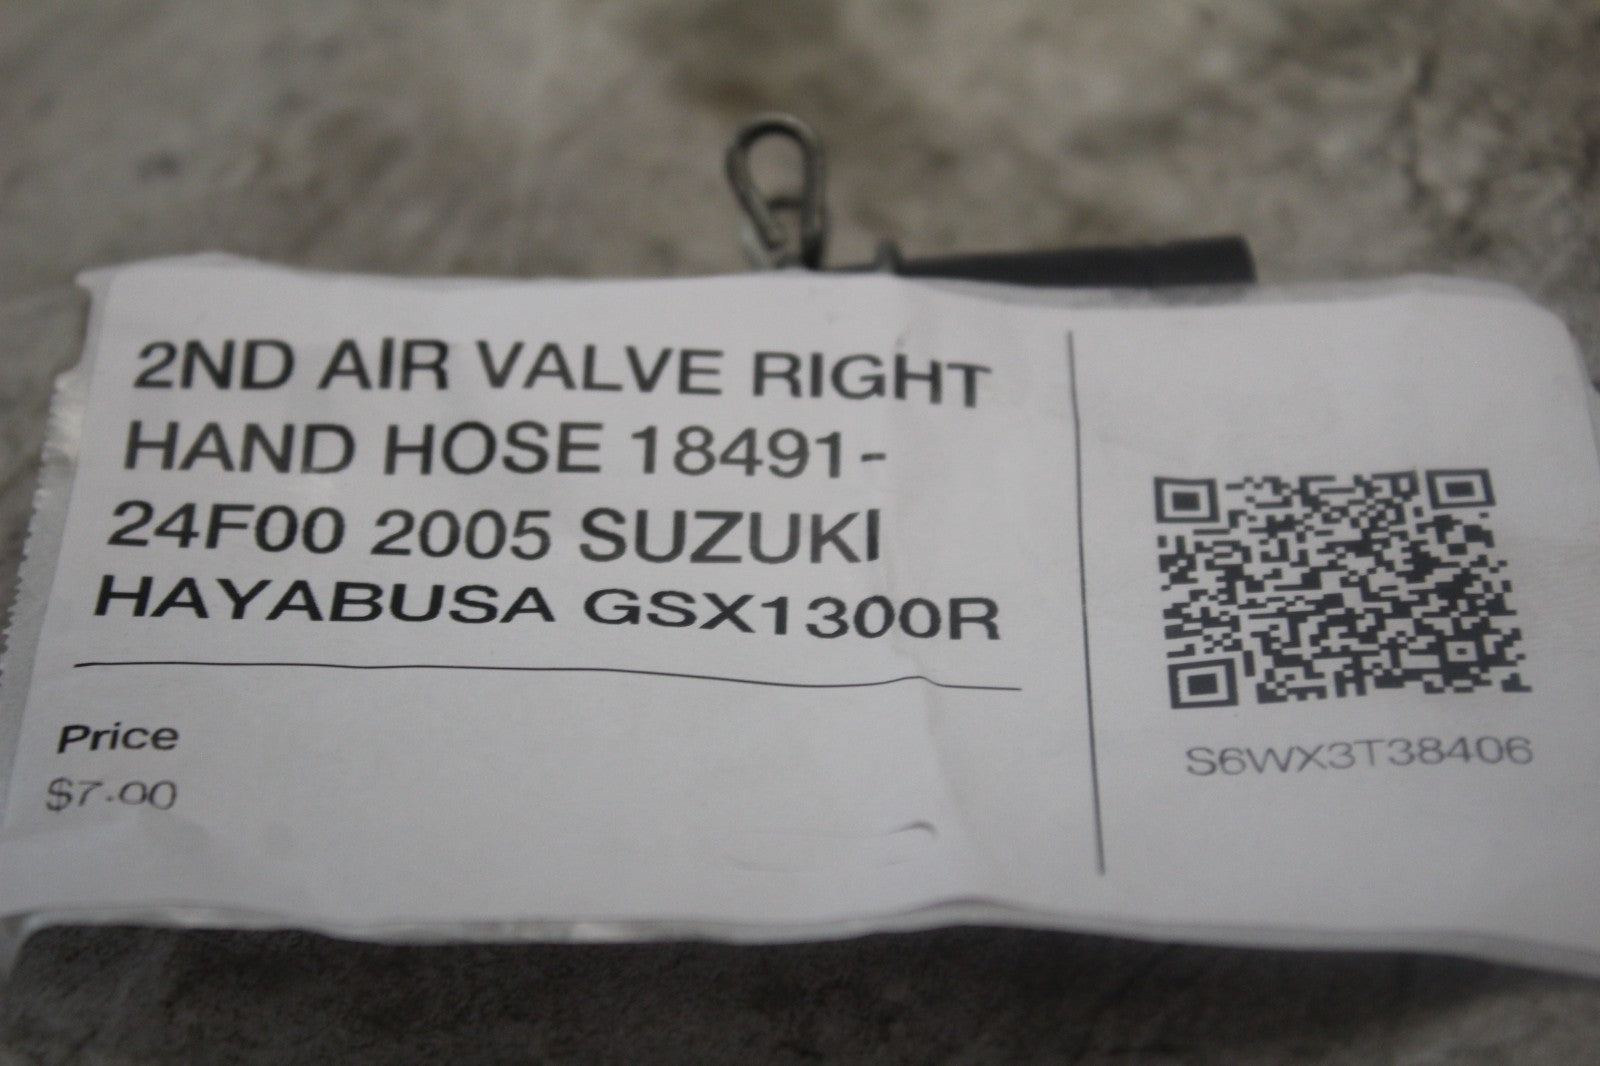 2ND AIR VALVE RIGHT
HAND HOSE 18491-
24F00 2005 SUZUKI
HAYABUSA GSX1300R
Price
$7.00
S6WX3T38406